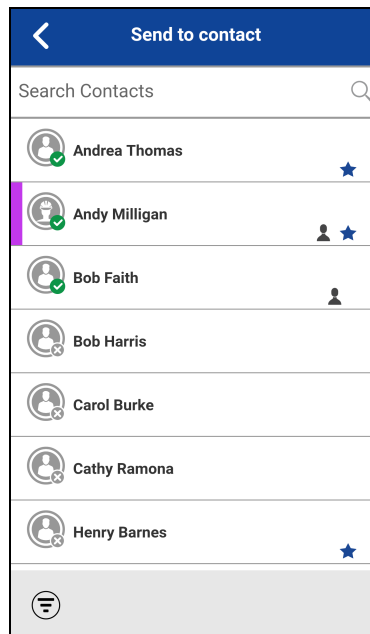 Send to contact
Search Contacts
Andrea Thomas
Andy Milligan
Bob Faith
Bob Harris
Carol Burke
Cathy Ramona
Henry Barnes